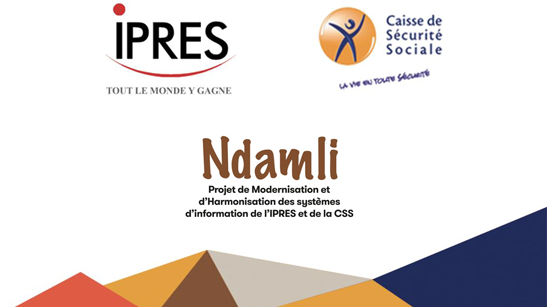 iPRES
TOUT LE MONDE Y GAGNE
Caisse de
Sécurité
Sociale
LA VIE EN TOUTE SÉCURITÉ
Ndamli
Projet de Modernisation et
d'Harmonisation des systèmes
d'information de l'IPRES et de la CSS